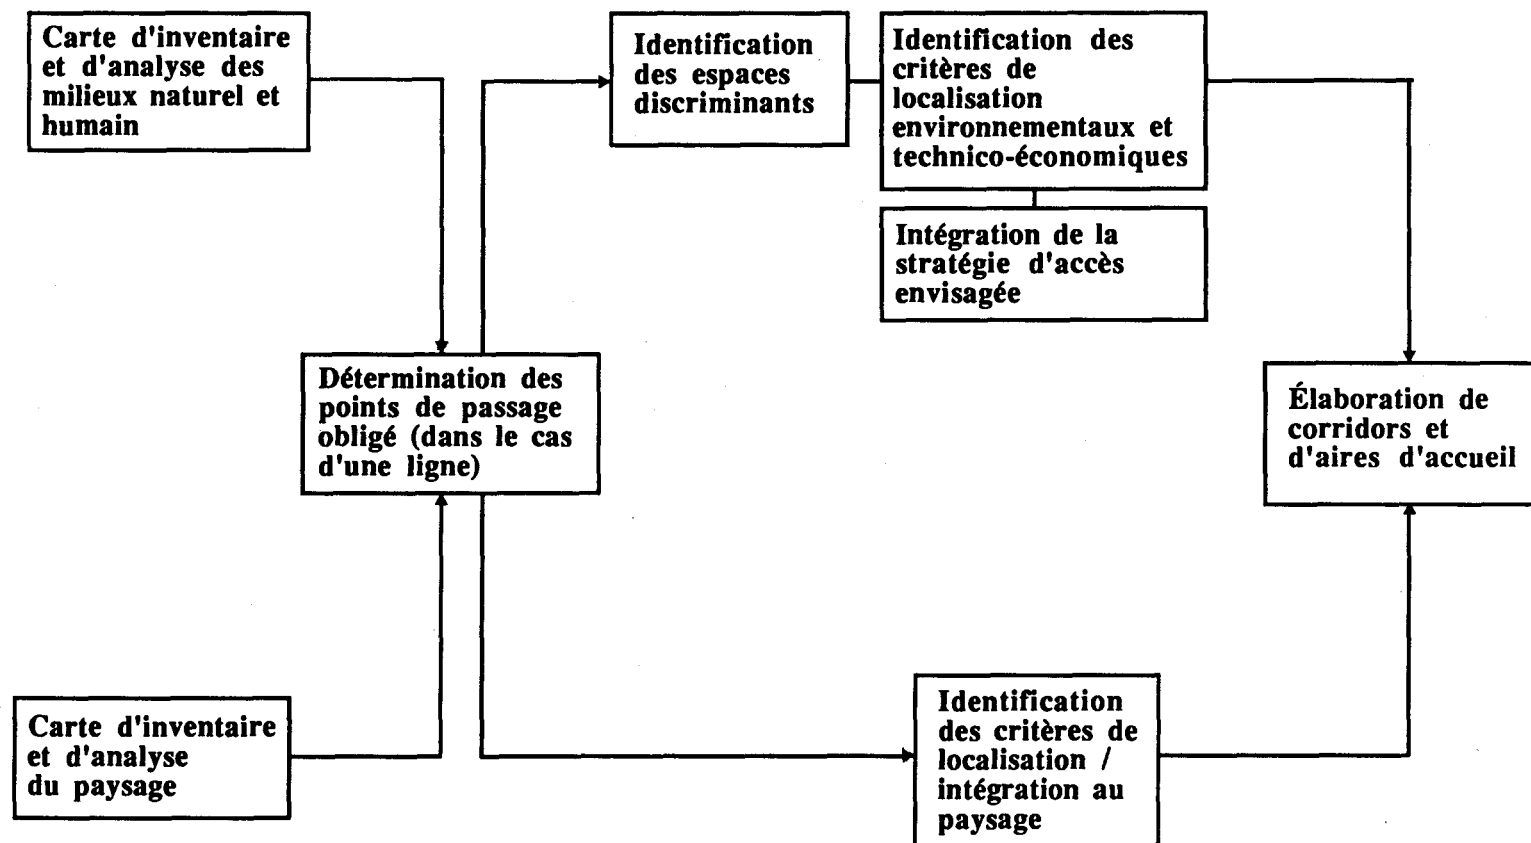 Carte d'inventaire
et d'analyse des
milieux naturel et
humain
Identification
des espaces
discriminants
Identification des
critères de
localisation
environnementaux et
technico-économiques
Intégration de la
stratégie d'accès
envisagée
Détermination des
points de passage
obligé (dans le cas
d'une ligne)
Élaboration de
corridors et
d'aires d'accueil
Carte d'inventaire
et d'analyse
du paysage
Identification
des critères de
localisation /
intégration au
paysage